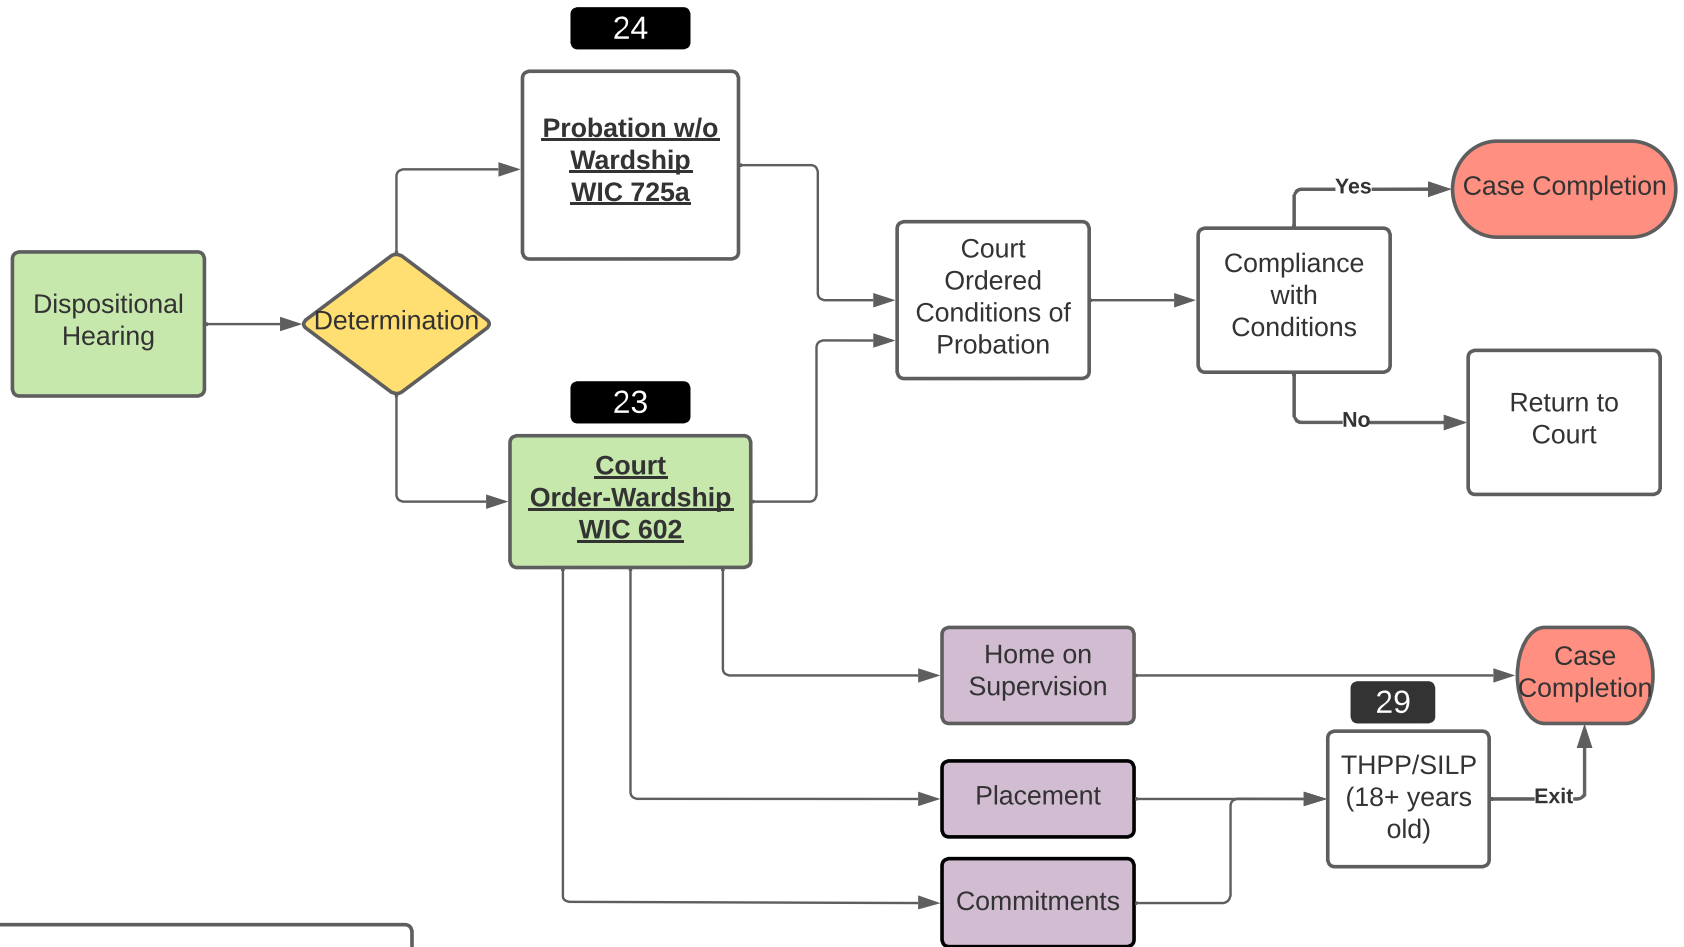 24
Probation w/o
Wardship
WIC 725a
Dispositional
Hearing
Determination
23
Court
Order-Wardship
WIC 602
Court
Ordered
Conditions of
Probation
Compliance
with
Conditions
Yes
Case Completion
No
Return to
Court
Home on
Supervision
Case
Completion
29
Placement
THPP/SILP
(18+ years
old)
Exit
Commitments